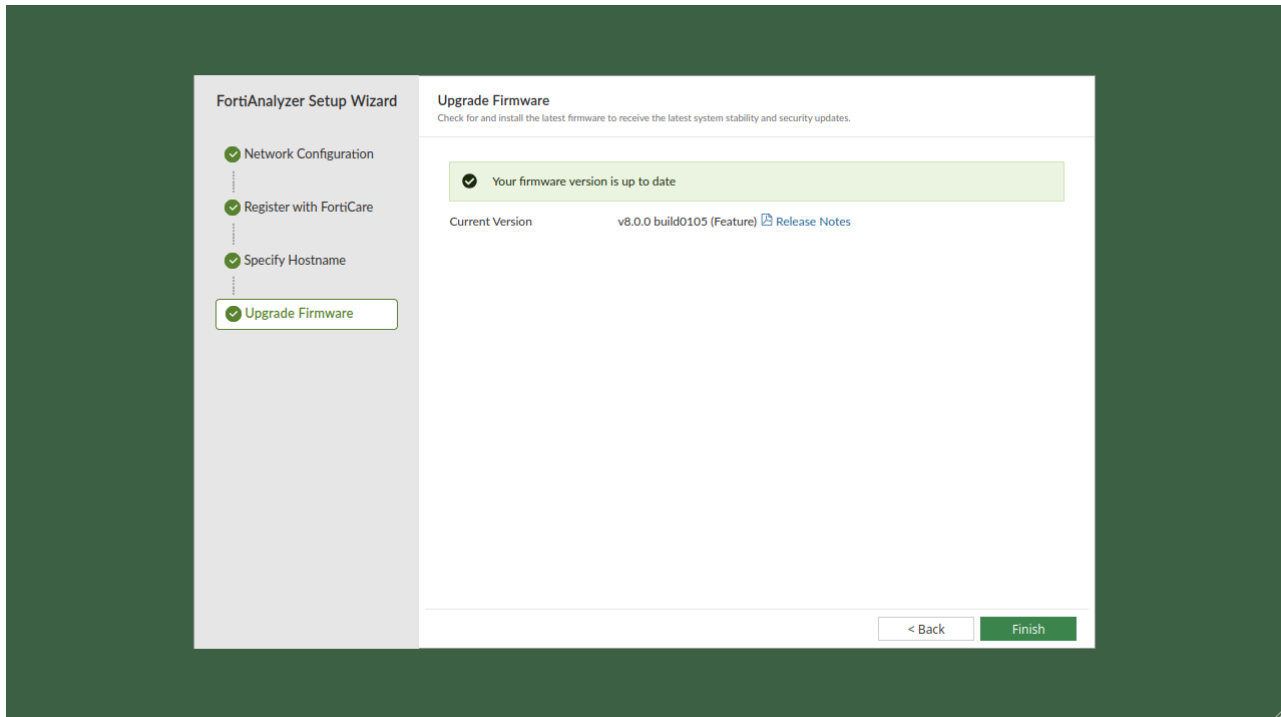 FortiAnalyzer Setup Wizard
Network Configuration
Register with FortiCare
Specify Hostname
Upgrade Firmware
Upgrade Firmware
Check for and install the latest firmware to receive the latest system stability and security updates.
Your firmware version is up to date
Current Version v8.0.0 build0105 (Feature) Release Notes
< Back Finish